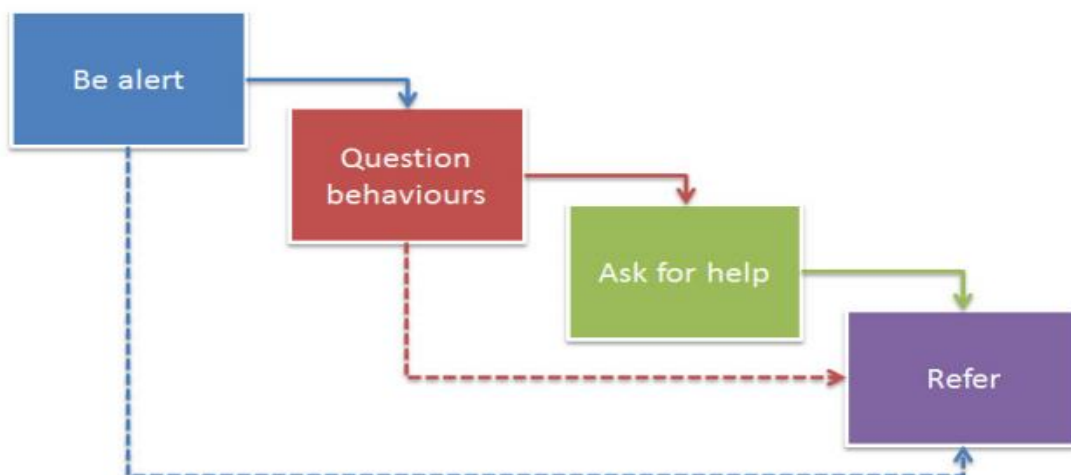 Be alert
Question
behaviours
Ask for help
Refer